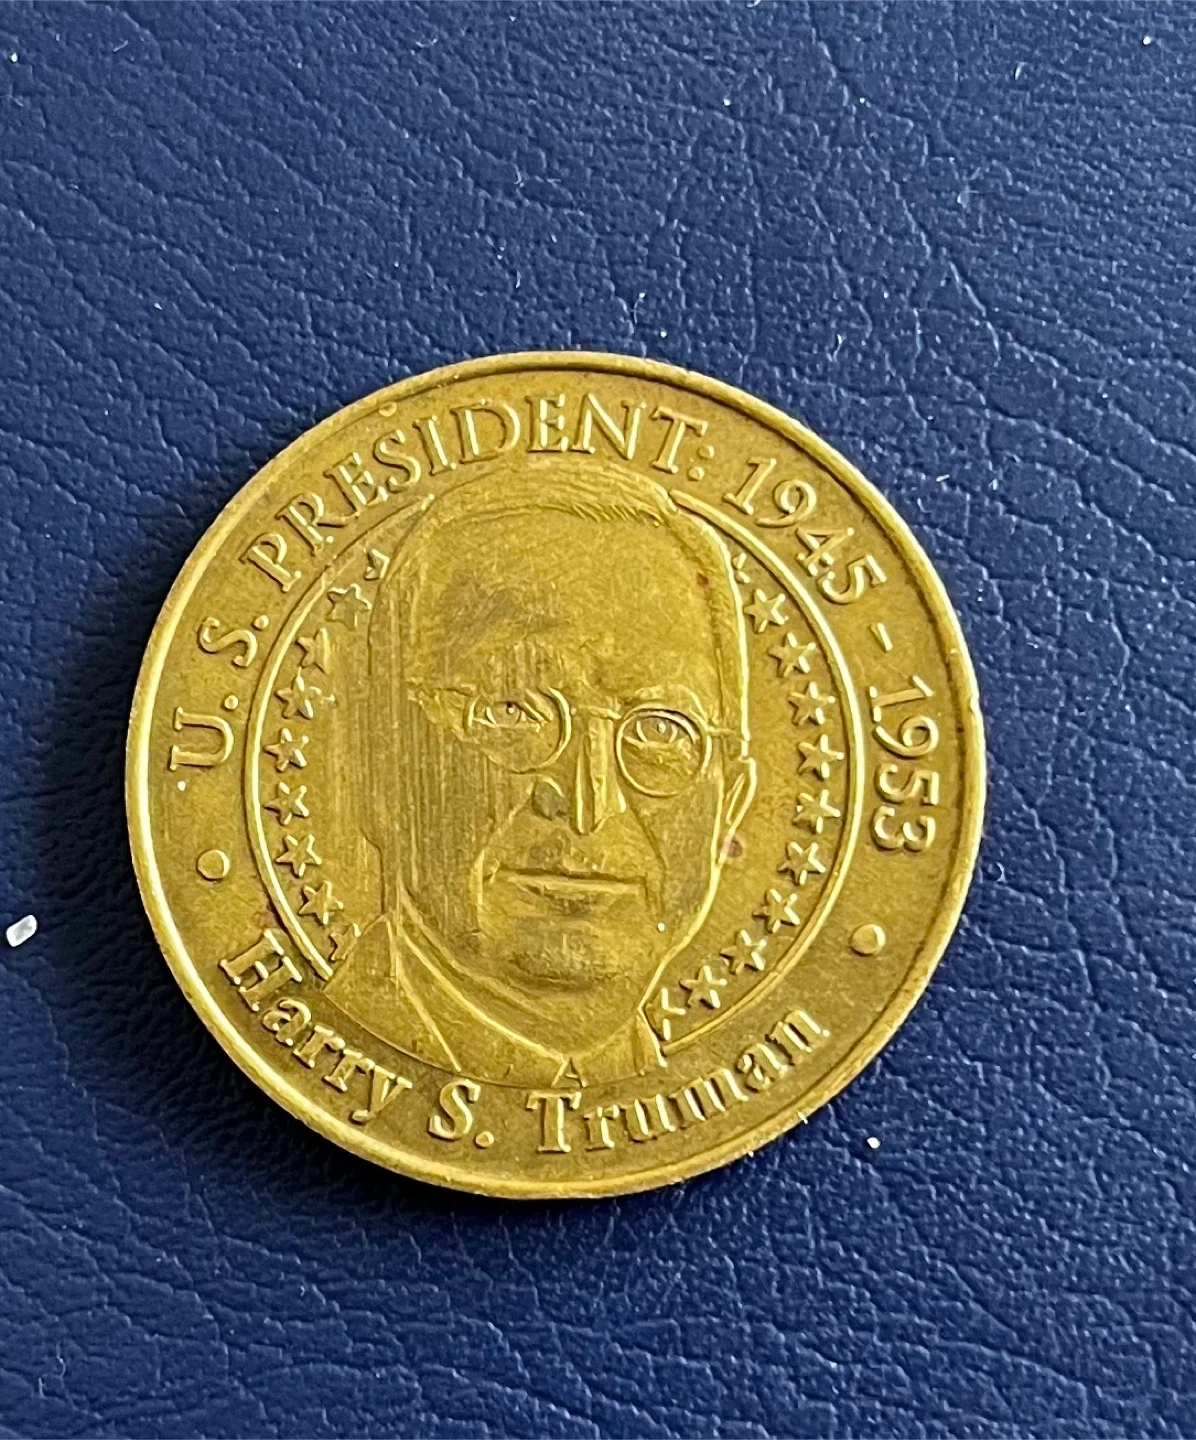 U. S. PRESIDENT: 1945 - 1953
Harry S. Truman